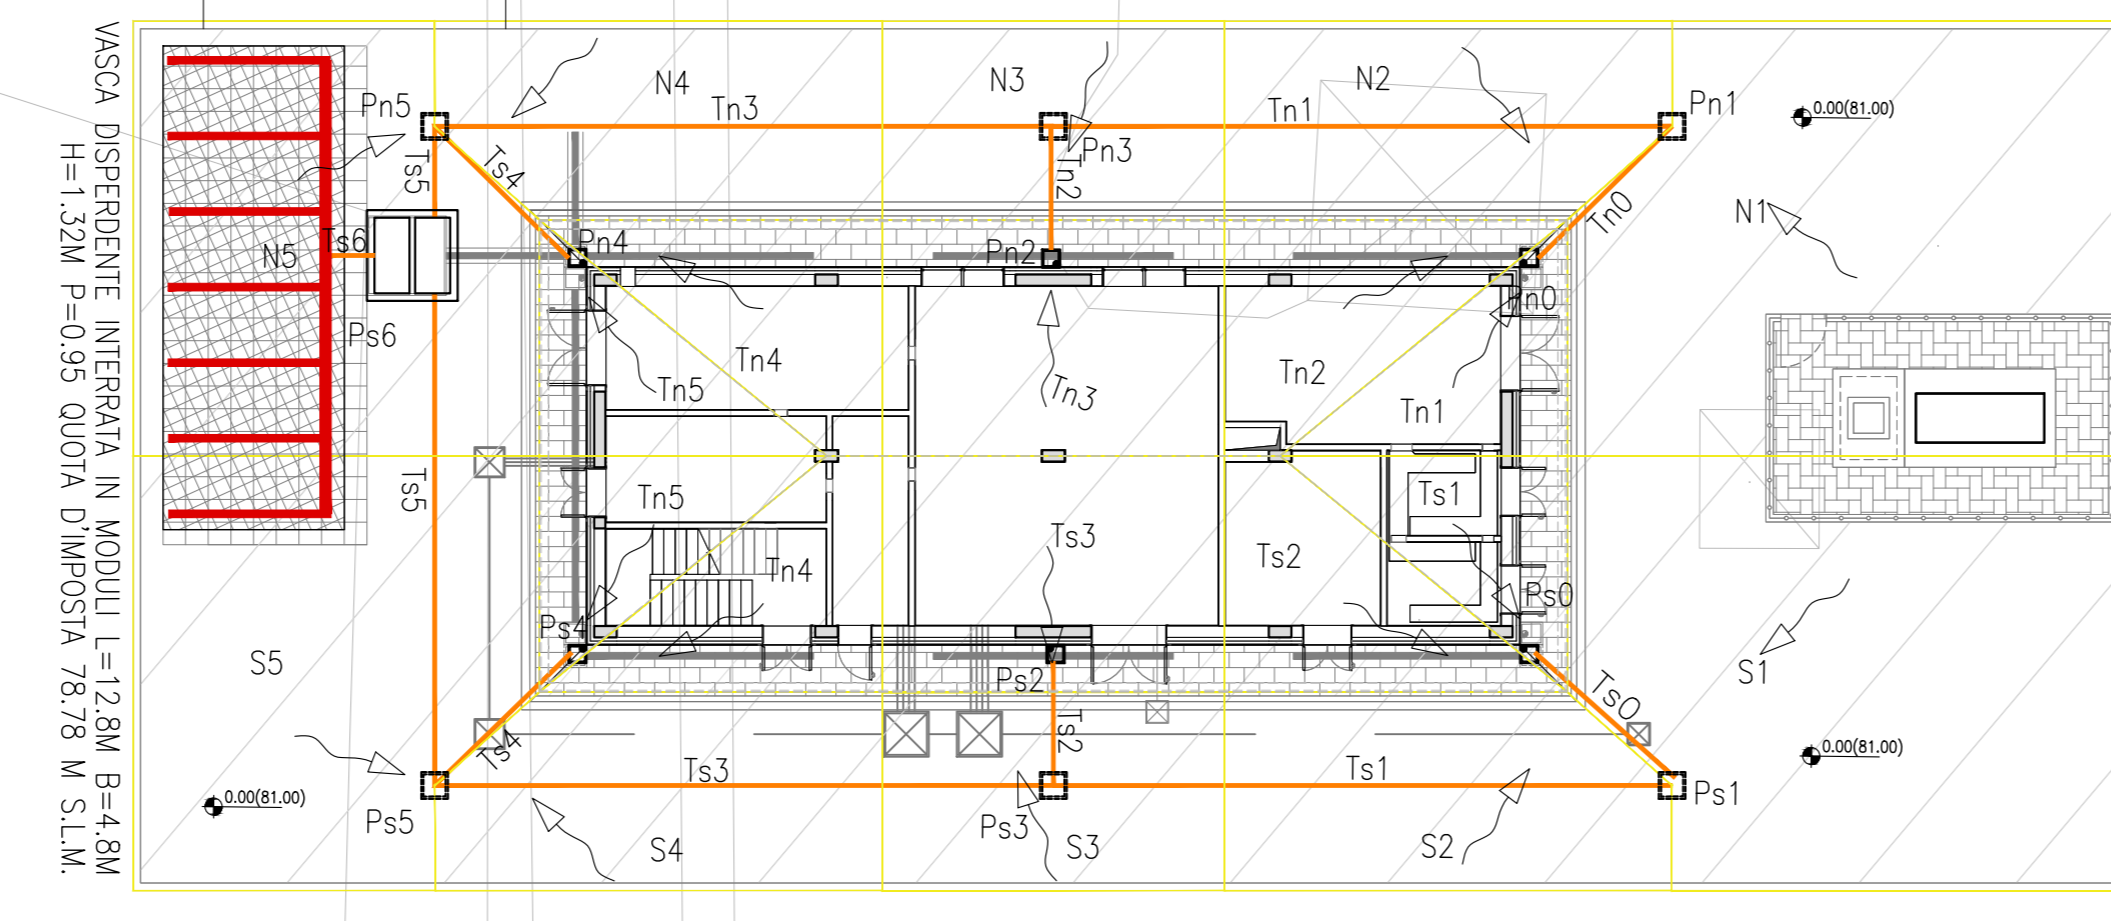 VASCA DISPERDENTE INTERRATA IN MODULI L=12.8M B=4.8M
H=1.32M P=0.95 QUOTA D'IMPOSTA 78.78 M S.L.M.
N4
N3
N2
Pn5
Tn3
Tn1
Pn1
0.00(81.00)
Ts5
Ts4
Tn2
Pn3
Tn0
N1
N5
Ts6
Pn4
Pn2
Pn0
Ps6
Tn4
Tn5
Tn3
Tn2
Tn1
Ts5
Tn5
Ts1
Ts3
Ts2
Tn4
Ps0
Ps4
S5
Ps2
Ts0
S1
Ts4
Ts2
0.00(81.00)
Ts3
Ts1
0.00(81.00)
Ps5
Ps3
Ps1
S4
S3
S2